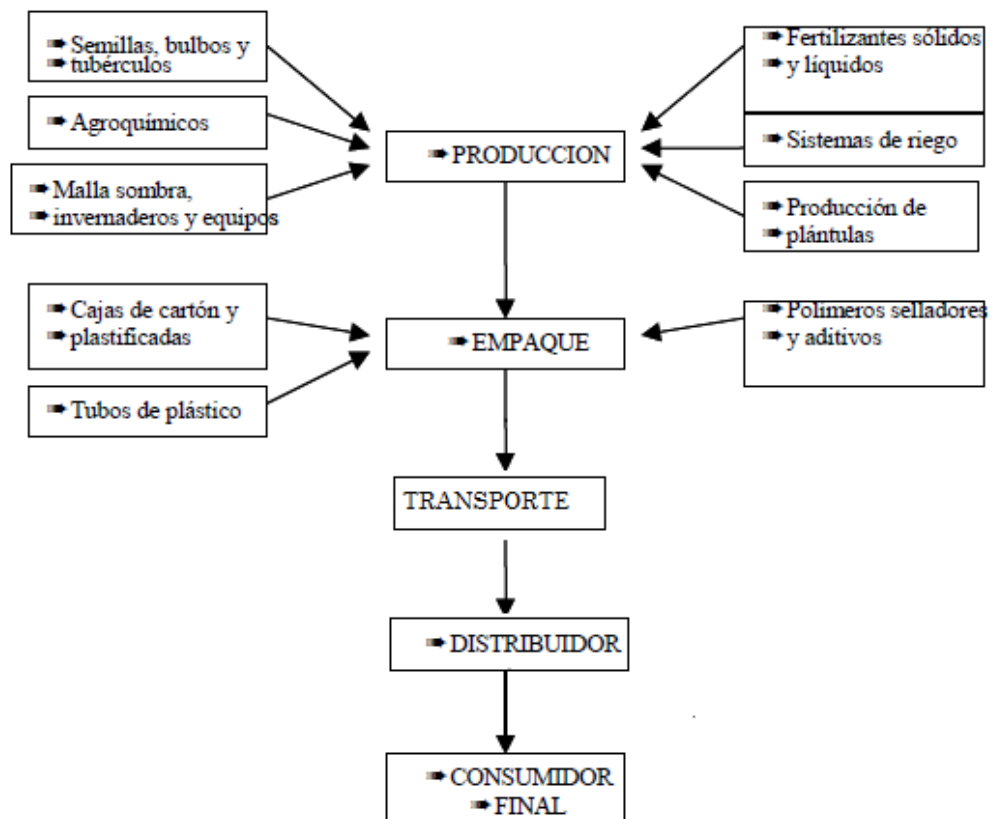 ➠ Semillas, bulbos y
➠ tubérculos
➠ Agroquímicos
➠ Malla sombra,
➠ invernaderos y equipos
➠ Fertilizantes sólidos
➠ y líquidos
➠ Sistemas de riego
➠ Producción de
➠ plántulas
➠ PRODUCCION
➠ Cajas de cartón y
➠ plastificadas
➠ Tubos de plástico
➠ Polimeros selladores
➠ y aditivos
➠ EMPAQUE
TRANSPORTE
➠ DISTRIBUIDOR
➠ CONSUMIDOR
➠ FINAL